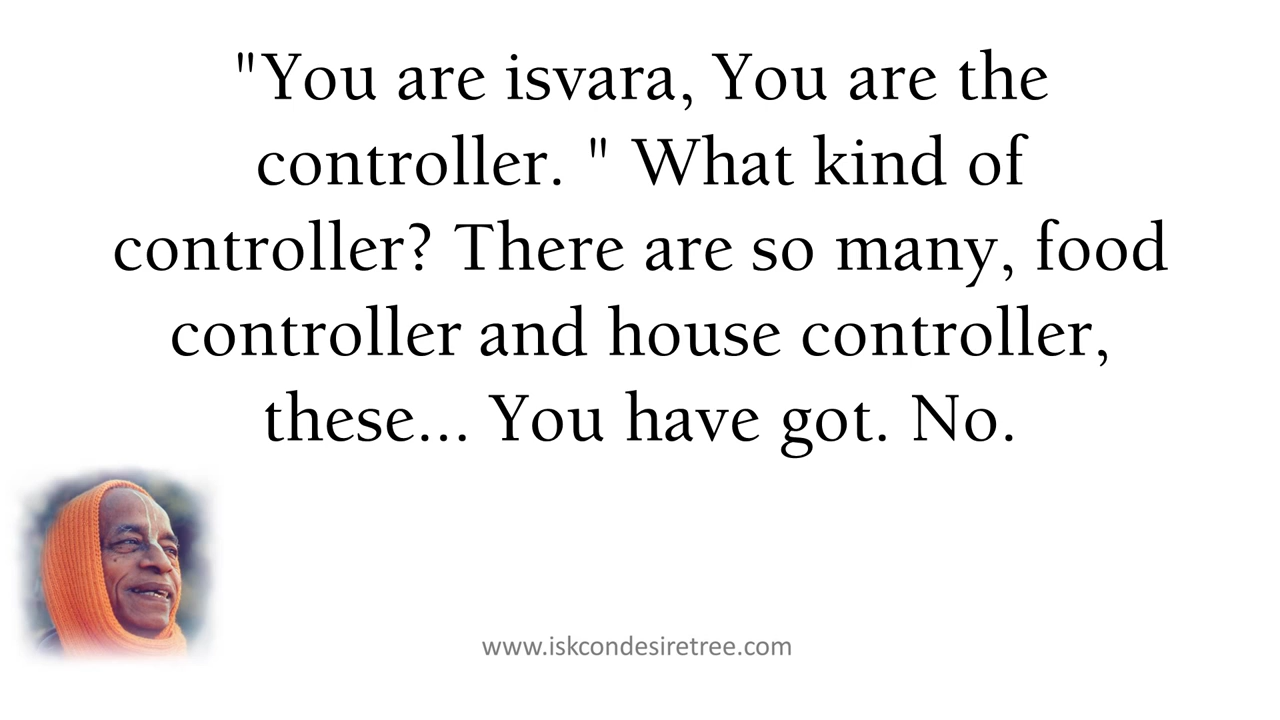 "You are isvara, You are the
controller. " What kind of
controller? There are so many, food
controller and house controller,
these... You have got. No.
www.iskcondesiretree.com